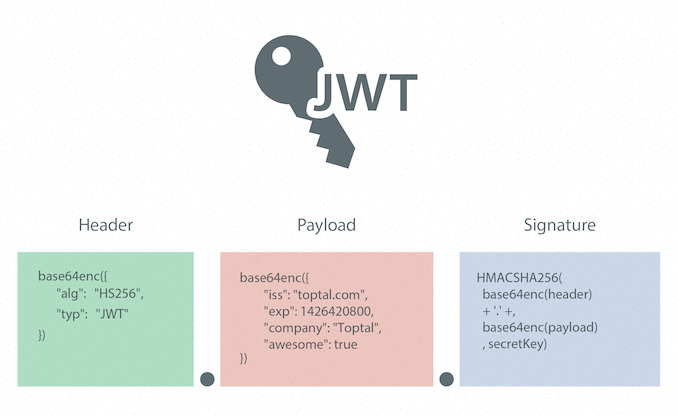 JWT
Header
Payload
Signature
base64enc({
"alg": "HS256",
"typ": "JWT"
})
base64enc({
"iss": "toptal.com",
"exp": 1426420800,
"company": "Toptal",
"awesome": true
})
HMACSHA256(
base64enc(header)
+ '.' +,
base64enc(payload)
, secretKey)